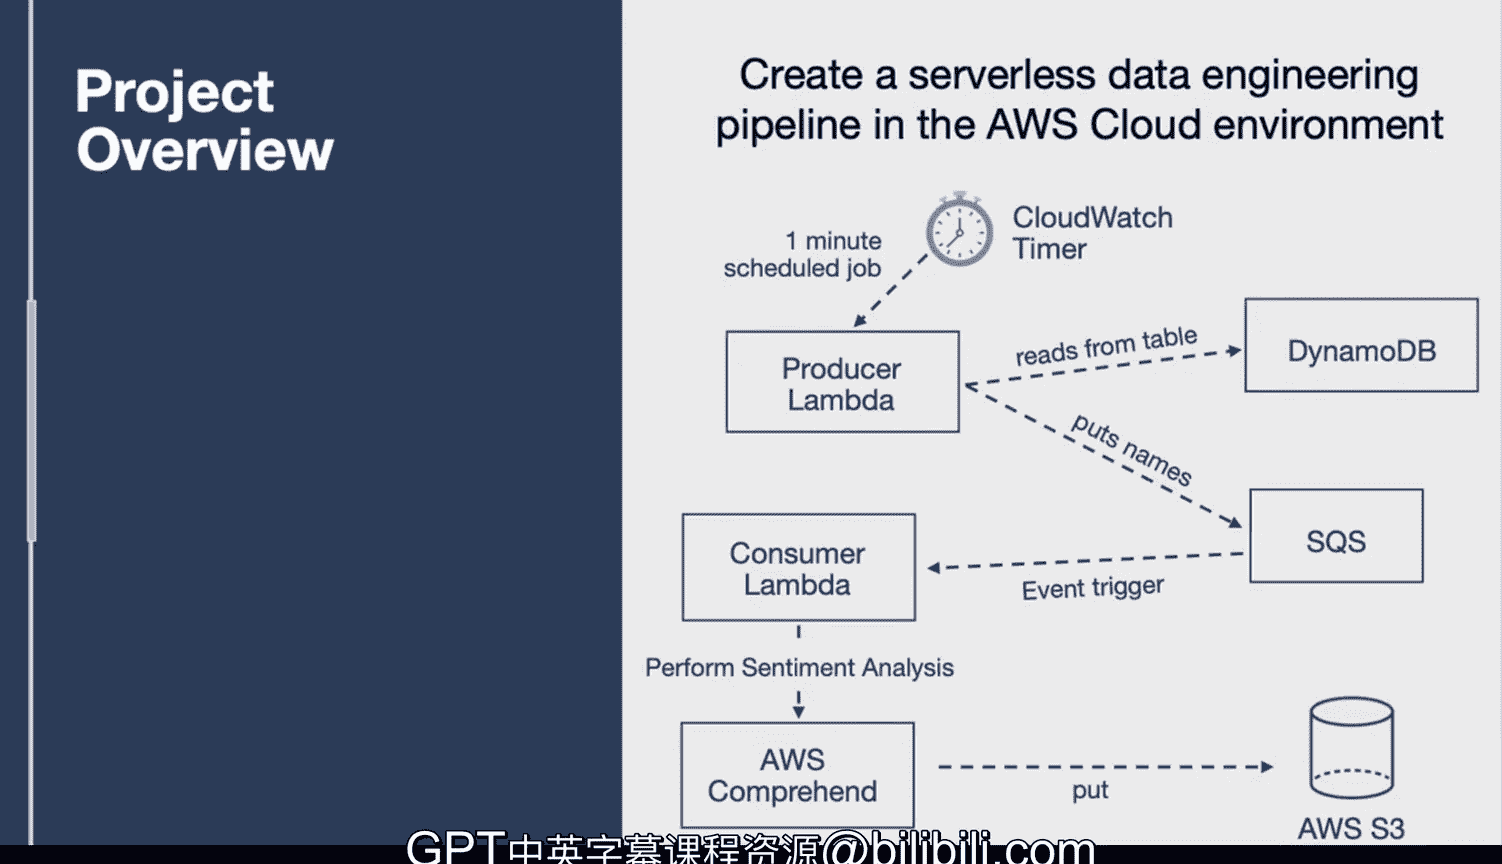 Project
Overview
Create a serverless data engineering
pipeline in the AWS Cloud environment
CloudWatch
Timer
1 minute
scheduled job
Producer
Lambda
reads from table
DynamoDB
puts names
SQS
Consumer
Lambda
Event trigger
Perform Sentiment Analysis
AWS
Comprehend
put
AWS S3
GPT中英字幕课程资源@bilibili.com